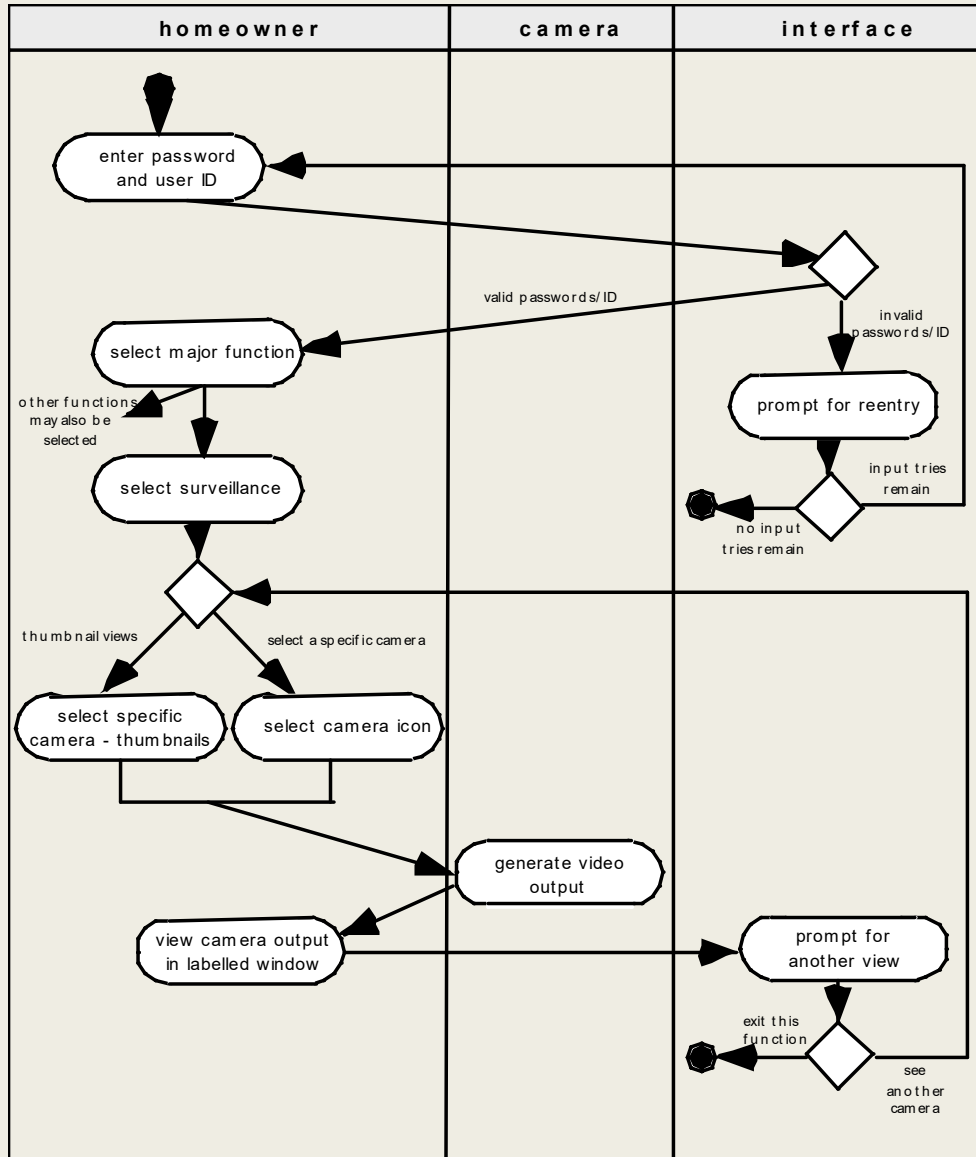 homeowner
camera
interface
enter password
and user ID
valid passwords/ID
invalid
passwords/ID
select major function
other functions
may also be
selected
prompt for reentry
select surveillance
input tries
remain
no input
tries remain
thumbnail views
select a specific camera
select specific
camera - thumbnails
select camera icon
generate video
output
view camera output
in labelled window
prompt for
another view
exit this
function
see
another
camera